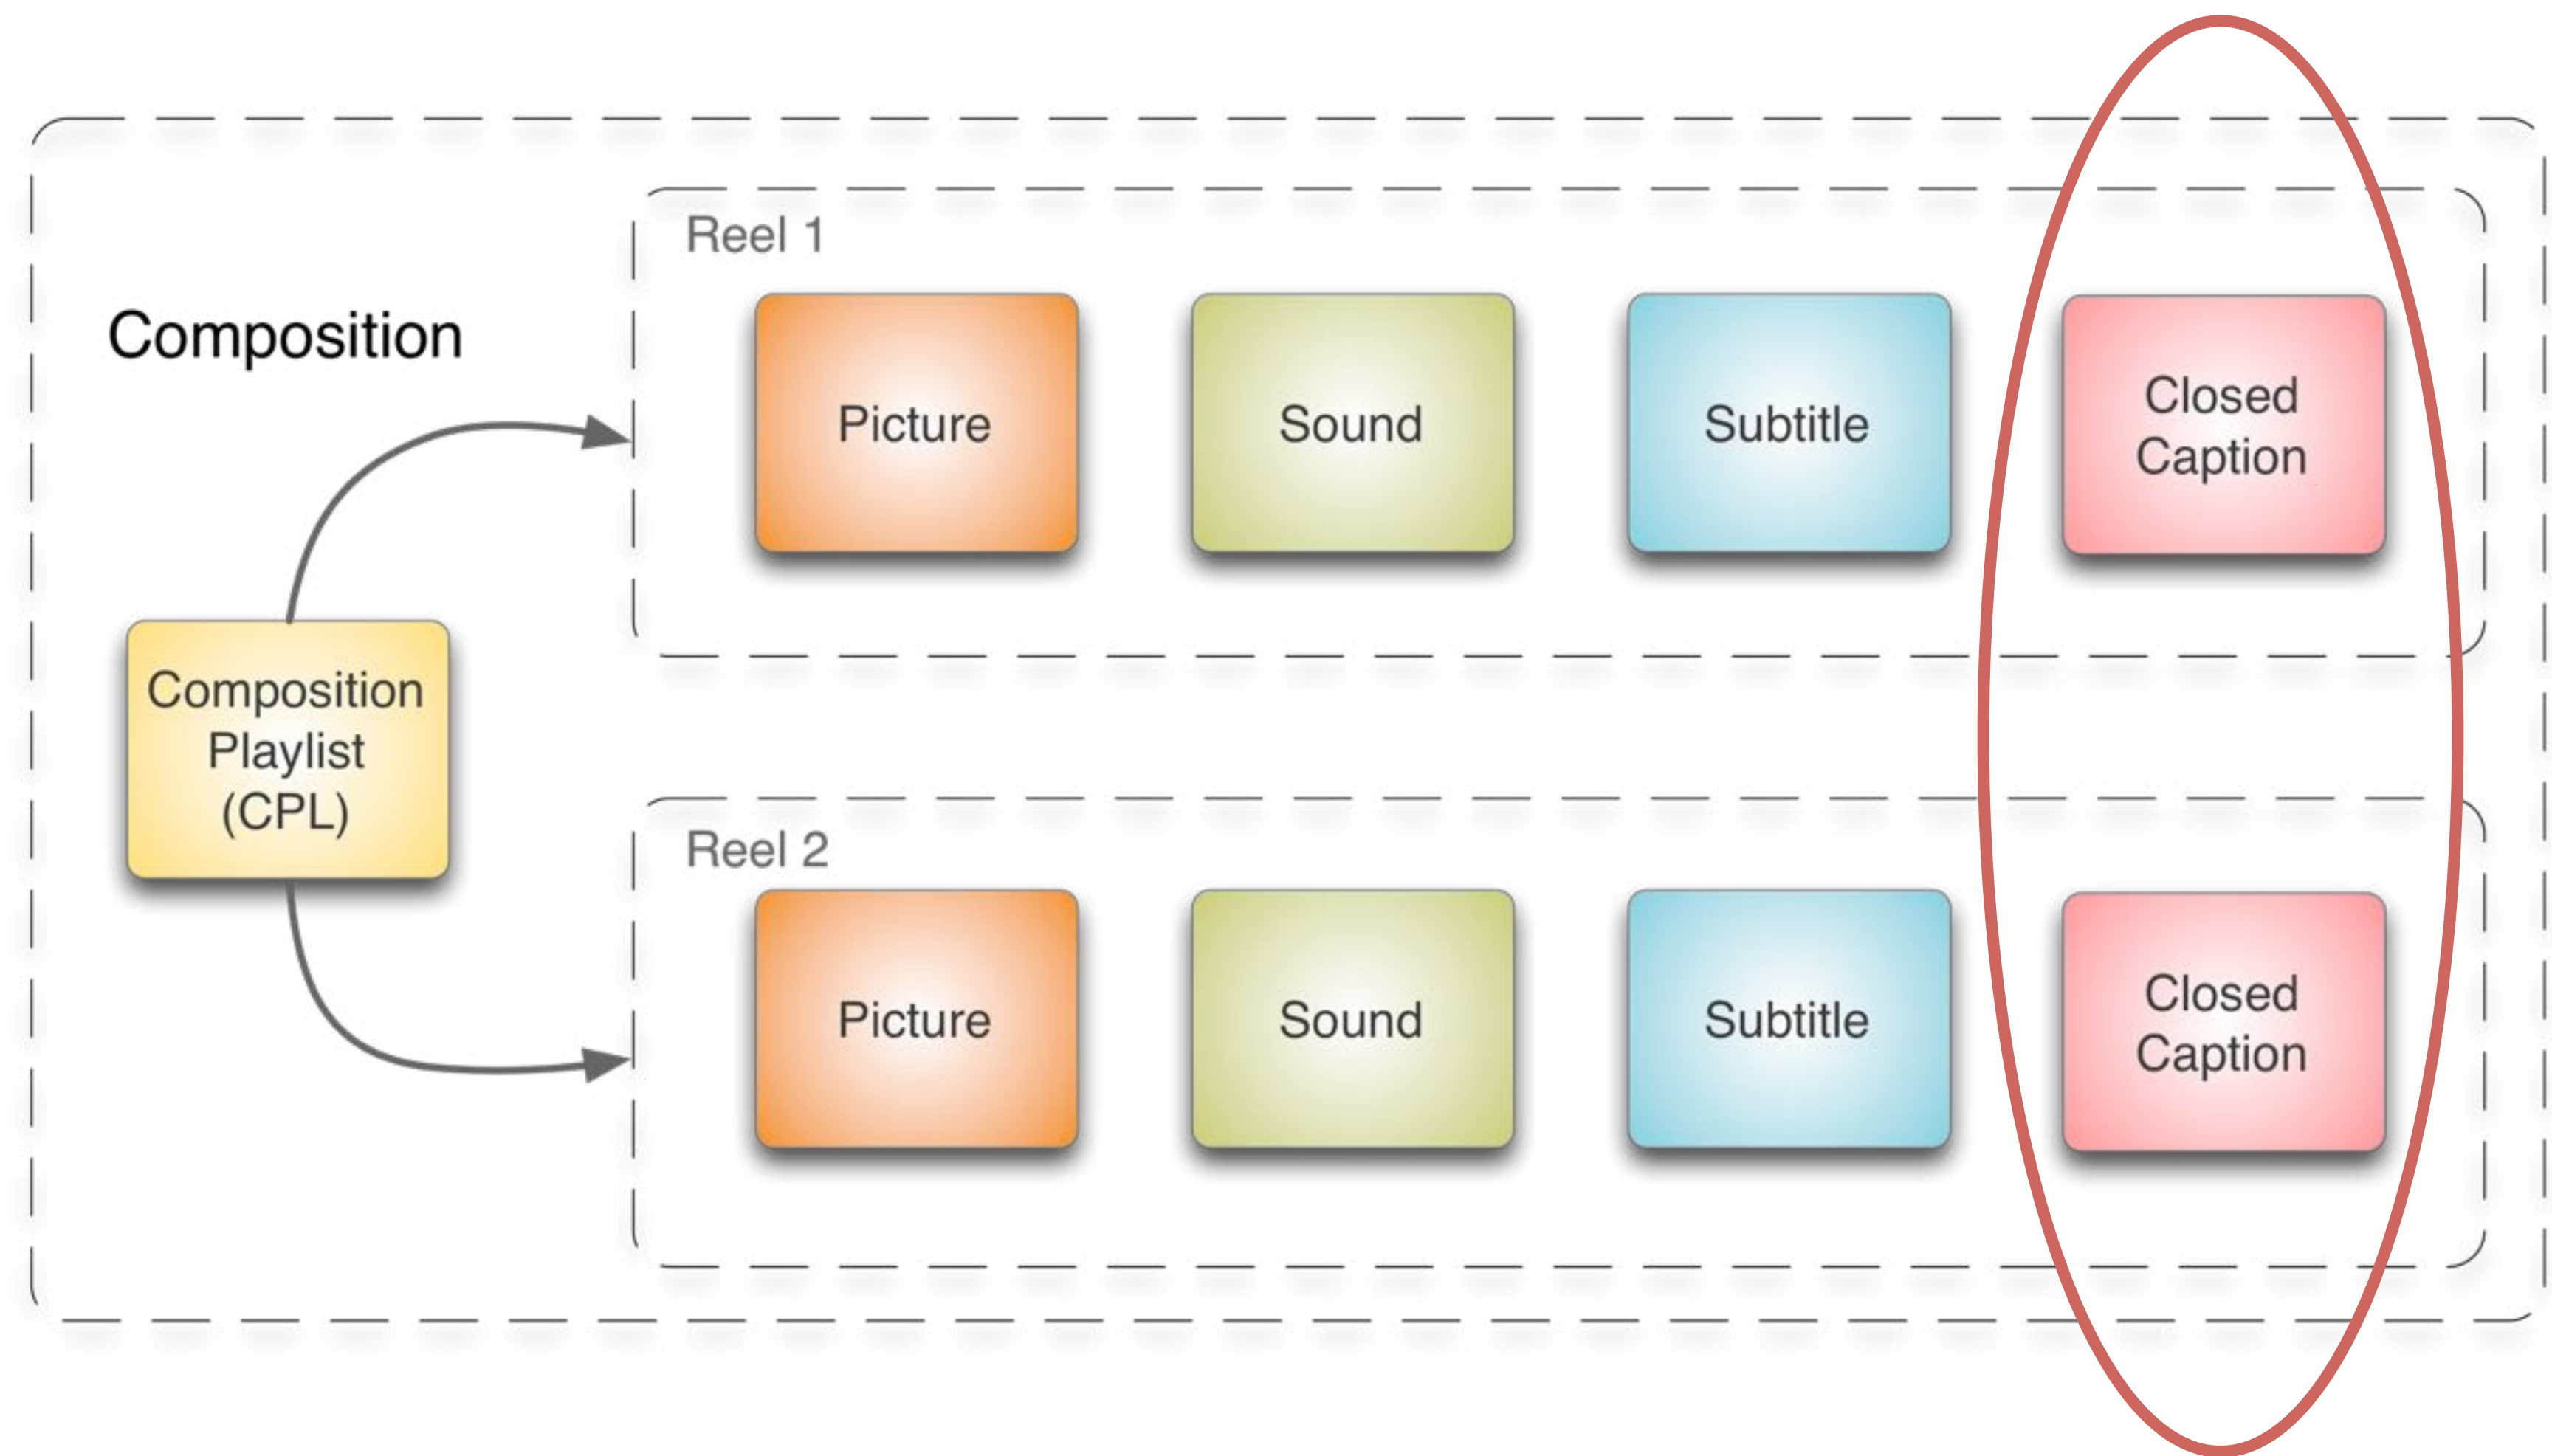 Composition
Composition
Playlist
(CPL)
Reel 1
Picture
Sound
Subtitle
Closed
Caption
Reel 2
Picture
Sound
Subtitle
Closed
Caption